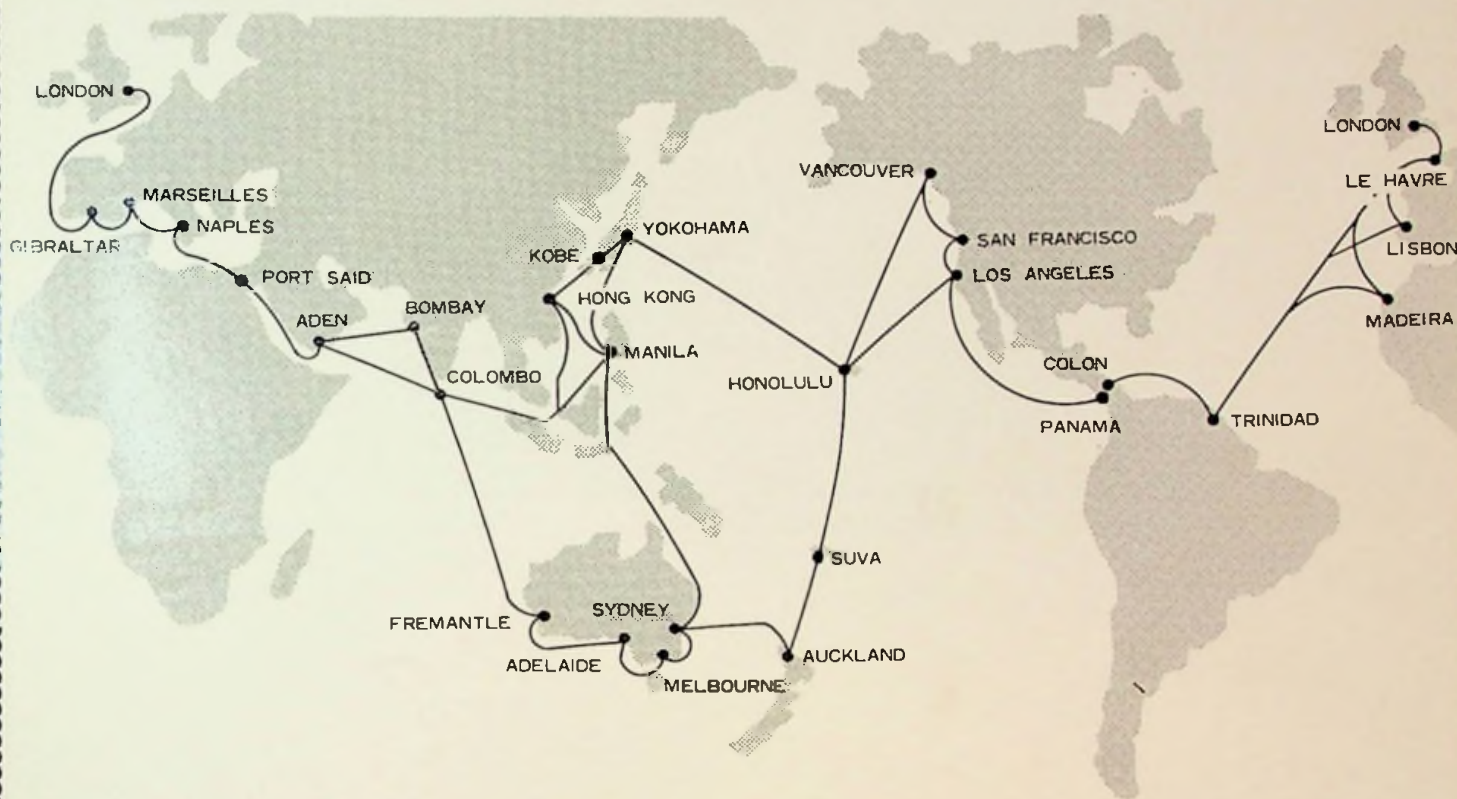 LONDON
LONDON
VANCOUVER
LE HAVRE
MARSEILLES
NAPLES
YOKOHAMA
SAN FRANCISCO
GIBRALTAR
KOBE
LISBON
PORT SAID
LOS ANGELES
HONG KONG
BOMBAY
ADEN
MADEIRA
MANILA
COLON
COLOMBO
HONOLULU
PANAMA
TRINIDAD
SUVA
SYDNEY
FREMANTLE
AUCKLAND
ADELAIDE
MELBOURNE